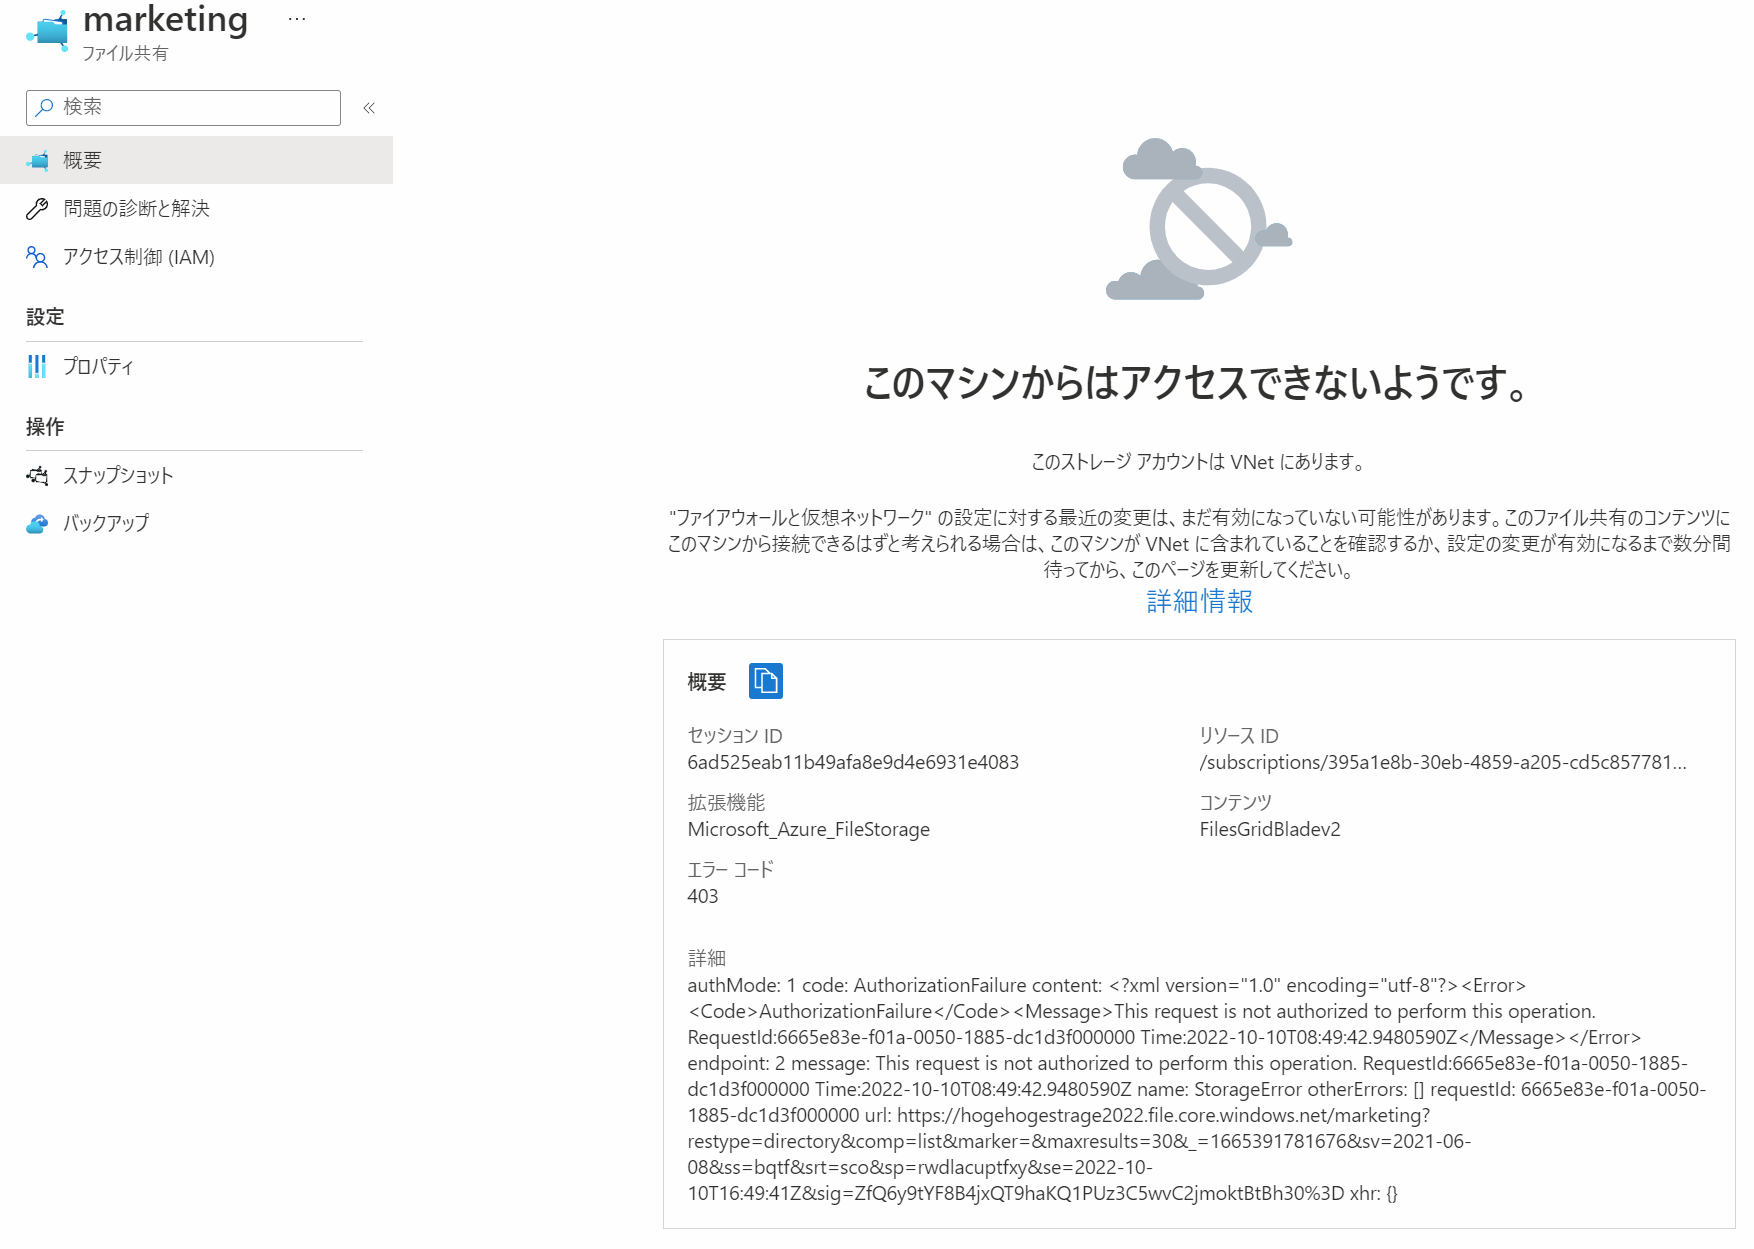 marketing
…
ファイル共有
検索
«
概要
問題の診断と解決
アクセス制御 (IAM)
設定
プロパティ
操作
スナップショット
バックアップ
このマシンからはアクセスできないようです。
このストレージ アカウントは VNet にあります。
"ファイアウォールと仮想ネットワーク" の設定に対する最近の変更は、まだ有効になっていない可能性があります。このファイル共有のコンテンツに
このマシンから接続できるはずと考えられる場合は、このマシンが VNet に含まれていることを確認するか、設定の変更が有効になるまで数分間
待ってから、このページを更新してください。
詳細情報
概要
セッション ID
6ad525eab11b49afa8e9d4e6931e4083
リソース ID
/subscriptions/395a1e8b-30eb-4859-a205-cd5c857781...
拡張機能
Microsoft_Azure_FileStorage
コンテンツ
FilesGridBladev2
エラー コード
403
詳細
authMode: 1 code: AuthorizationFailure content: <?xml version="1.0" encoding="utf-8"?><Error>
<Code>AuthorizationFailure</Code><Message>This request is not authorized to perform this operation.
RequestId:6665e83e-f01a-0050-1885-dc1d3f000000 Time:2022-10-10T08:49:42.9480590Z</Message></Error>
endpoint: 2 message: This request is not authorized to perform this operation. RequestId:6665e83e-f01a-0050-1885-
dc1d3f000000 Time:2022-10-10T08:49:42.9480590Z name: StorageError otherErrors: [] requestId: 6665e83e-f01a-0050-
1885-dc1d3f000000 url: https://hogehogestrage2022.file.core.windows.net/marketing?
restype=directory&comp=list&marker=&maxresults=30&_=1665391781676&sv=2021-06-
08&ss=bqtf&srt=sco&sp=rwdlacuptfxy&se=2022-10-
10T16:49:41Z&sig=ZfQ6y9tYF8B4jxQT9haKQ1PUz3C5wvC2jmoktBtBh30%3D xhr: {}